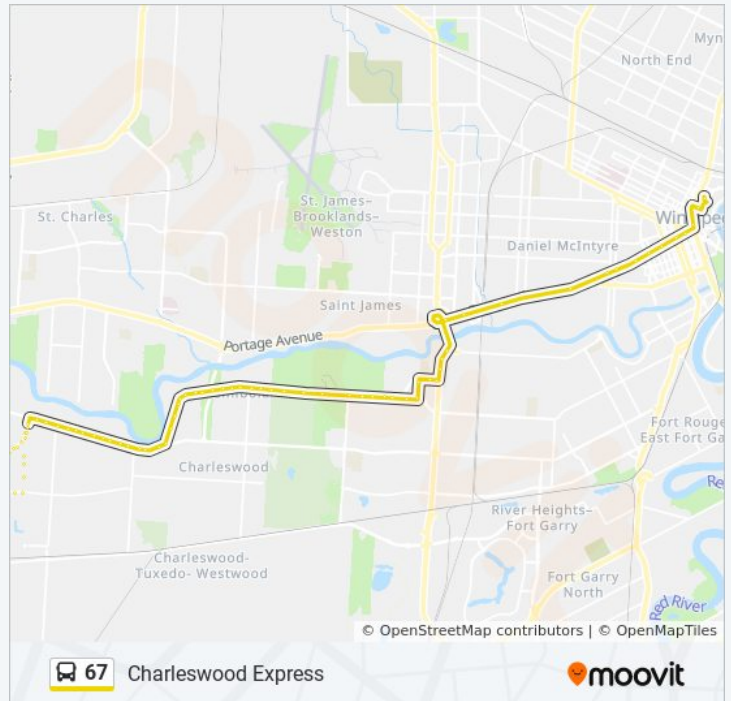 Myn
North End
St. Charles
St. James–
Brooklands–
Weston
Winnipeg
Daniel McIntyre
Saint James
Portage Avenue
Charleswood
Fort Rouge
East Fort Ga
Re
River Heights–
Fort Garry
Charleswood-
Tuxedo- Westwood
Fort Garry
North
Red River
© OpenStreetMap contributors | © OpenMapTiles
67 Charleswood Express
moovit